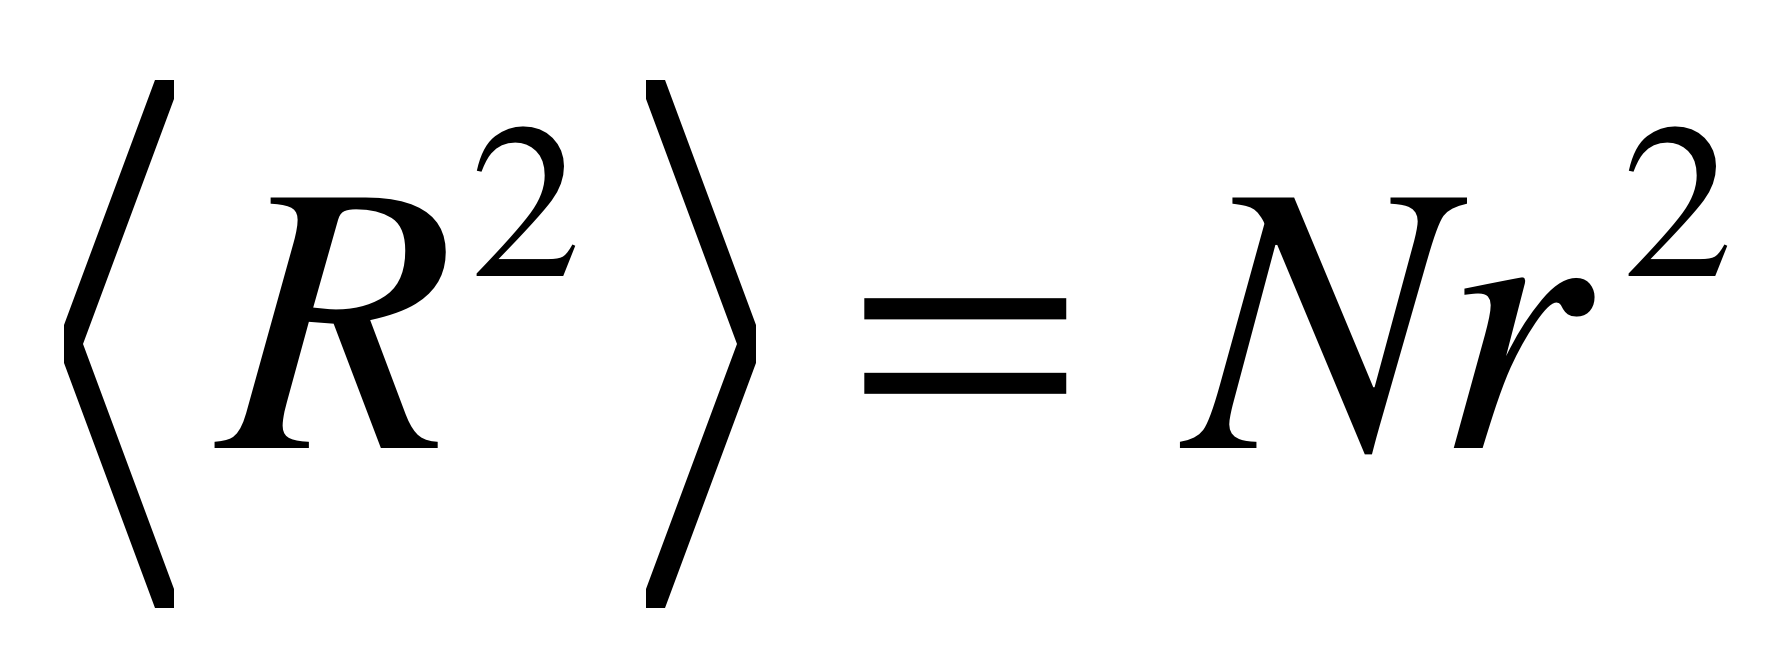 ⟨R²⟩ = Nr²